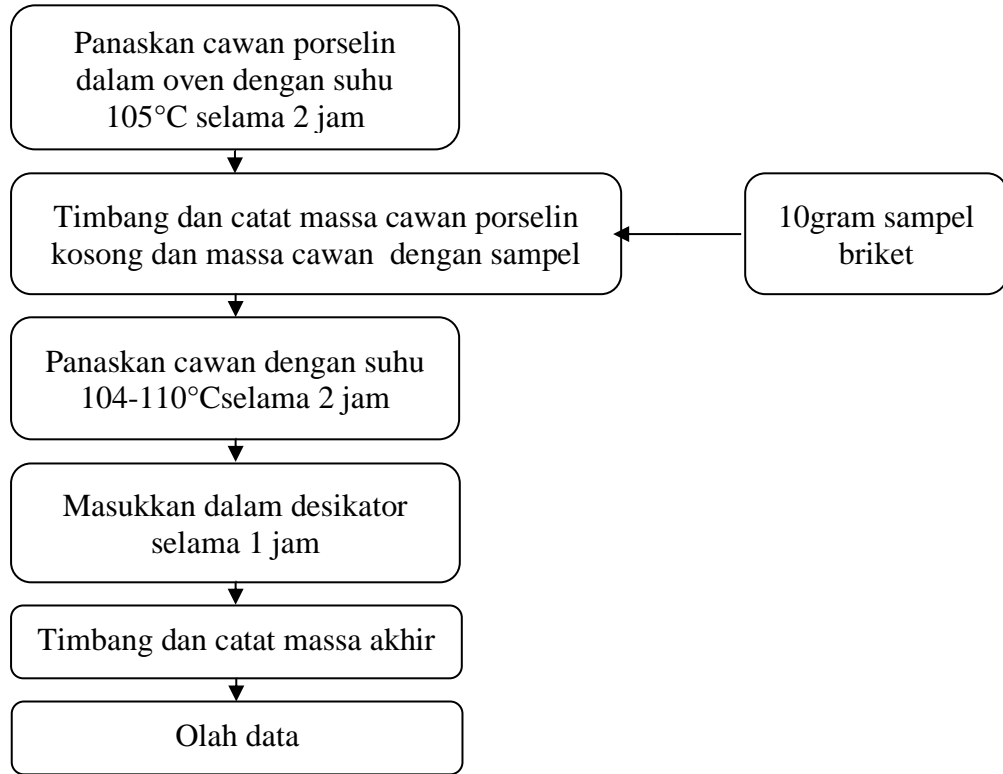 Panaskan cawan porselin
dalam oven dengan suhu
105°C selama 2 jam
Timbang dan catat massa cawan porselin
kosong dan massa cawan  dengan sampel
10gram sampel
briket
Panaskan cawan dengan suhu
104-110°Cselama 2 jam
Masukkan dalam desikator
selama 1 jam
Timbang dan catat massa akhir
Olah data